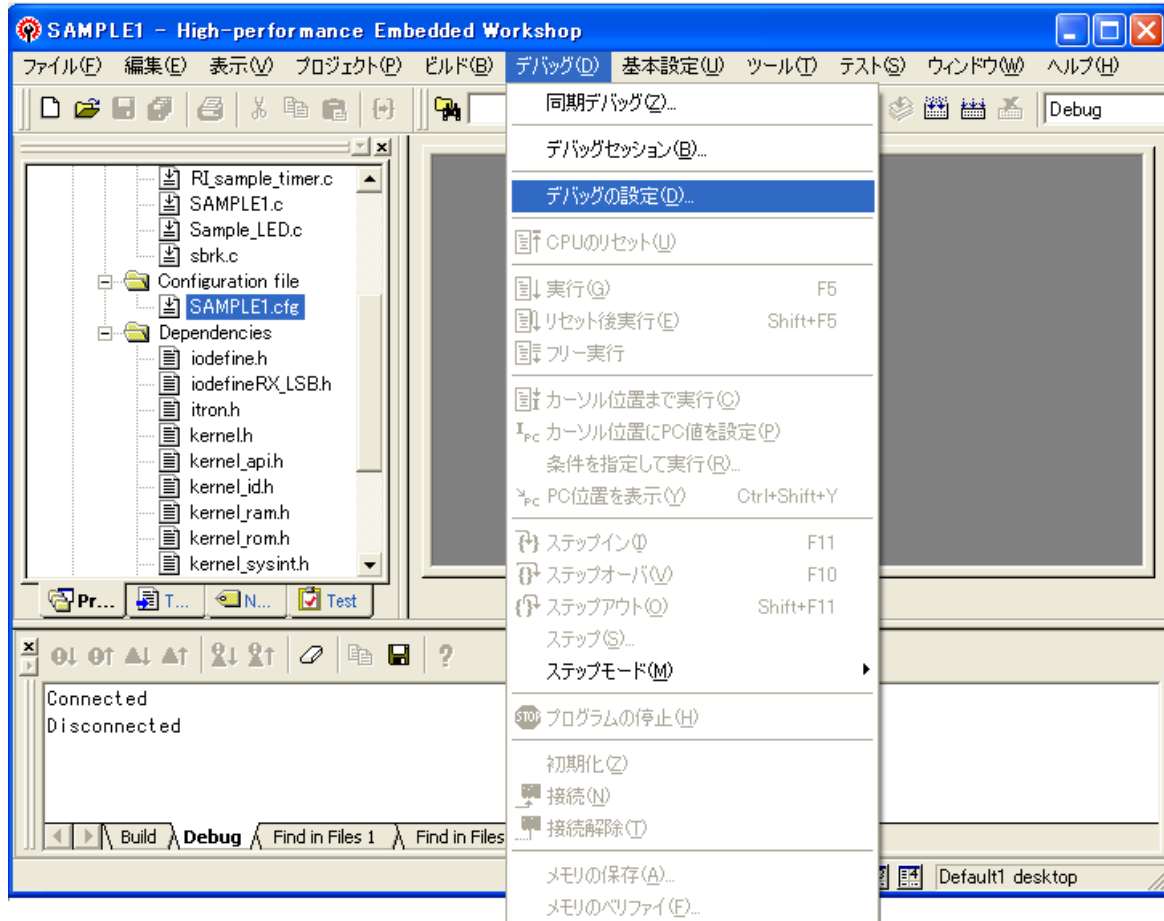 SAMPLE1 - High-performance Embedded Workshop
ファイル(F) 編集(E) 表示(V) プロジェクト(P) ビルド(B) デバッグ(D) 基本設定(U) ツール(T) テスト(S) ウィンドウ(W) ヘルプ(H)
Debug
RI_sample_timer.c
SAMPLE1.c
Sample_LED.c
sbrk.c
Configuration file
SAMPLE1.cfg
Dependencies
iodefine.h
iodefineRX_LSB.h
itron.h
kernel.h
kernel_api.h
kernel_id.h
kernel_ram.h
kernel_rom.h
kernel_sysint.h
Pr... T... N... Test
同期デバッグ(Z)...
デバッグセッション(B)...
デバッグの設定(D)...
CPUのリセット(U)
実行(G) F5
リセット後実行(E) Shift+F5
フリー実行
カーソル位置まで実行(C)
PC カーソル位置にPC値を設定(P)
条件を指定して実行(R)...
PC PC位置を表示(Y) Ctrl+Shift+Y
ステップイン(I) F11
ステップオーバ(V) F10
ステップアウト(O) Shift+F11
ステップ(S)...
ステップモード(M)
STOP プログラムの停止(H)
初期化(Z)
接続(N)
接続解除(T)
メモリの保存(A)...
メモリのベリファイ(F)...
Connected
Disconnected
Build Debug Find in Files 1 Find in Files
Default1 desktop